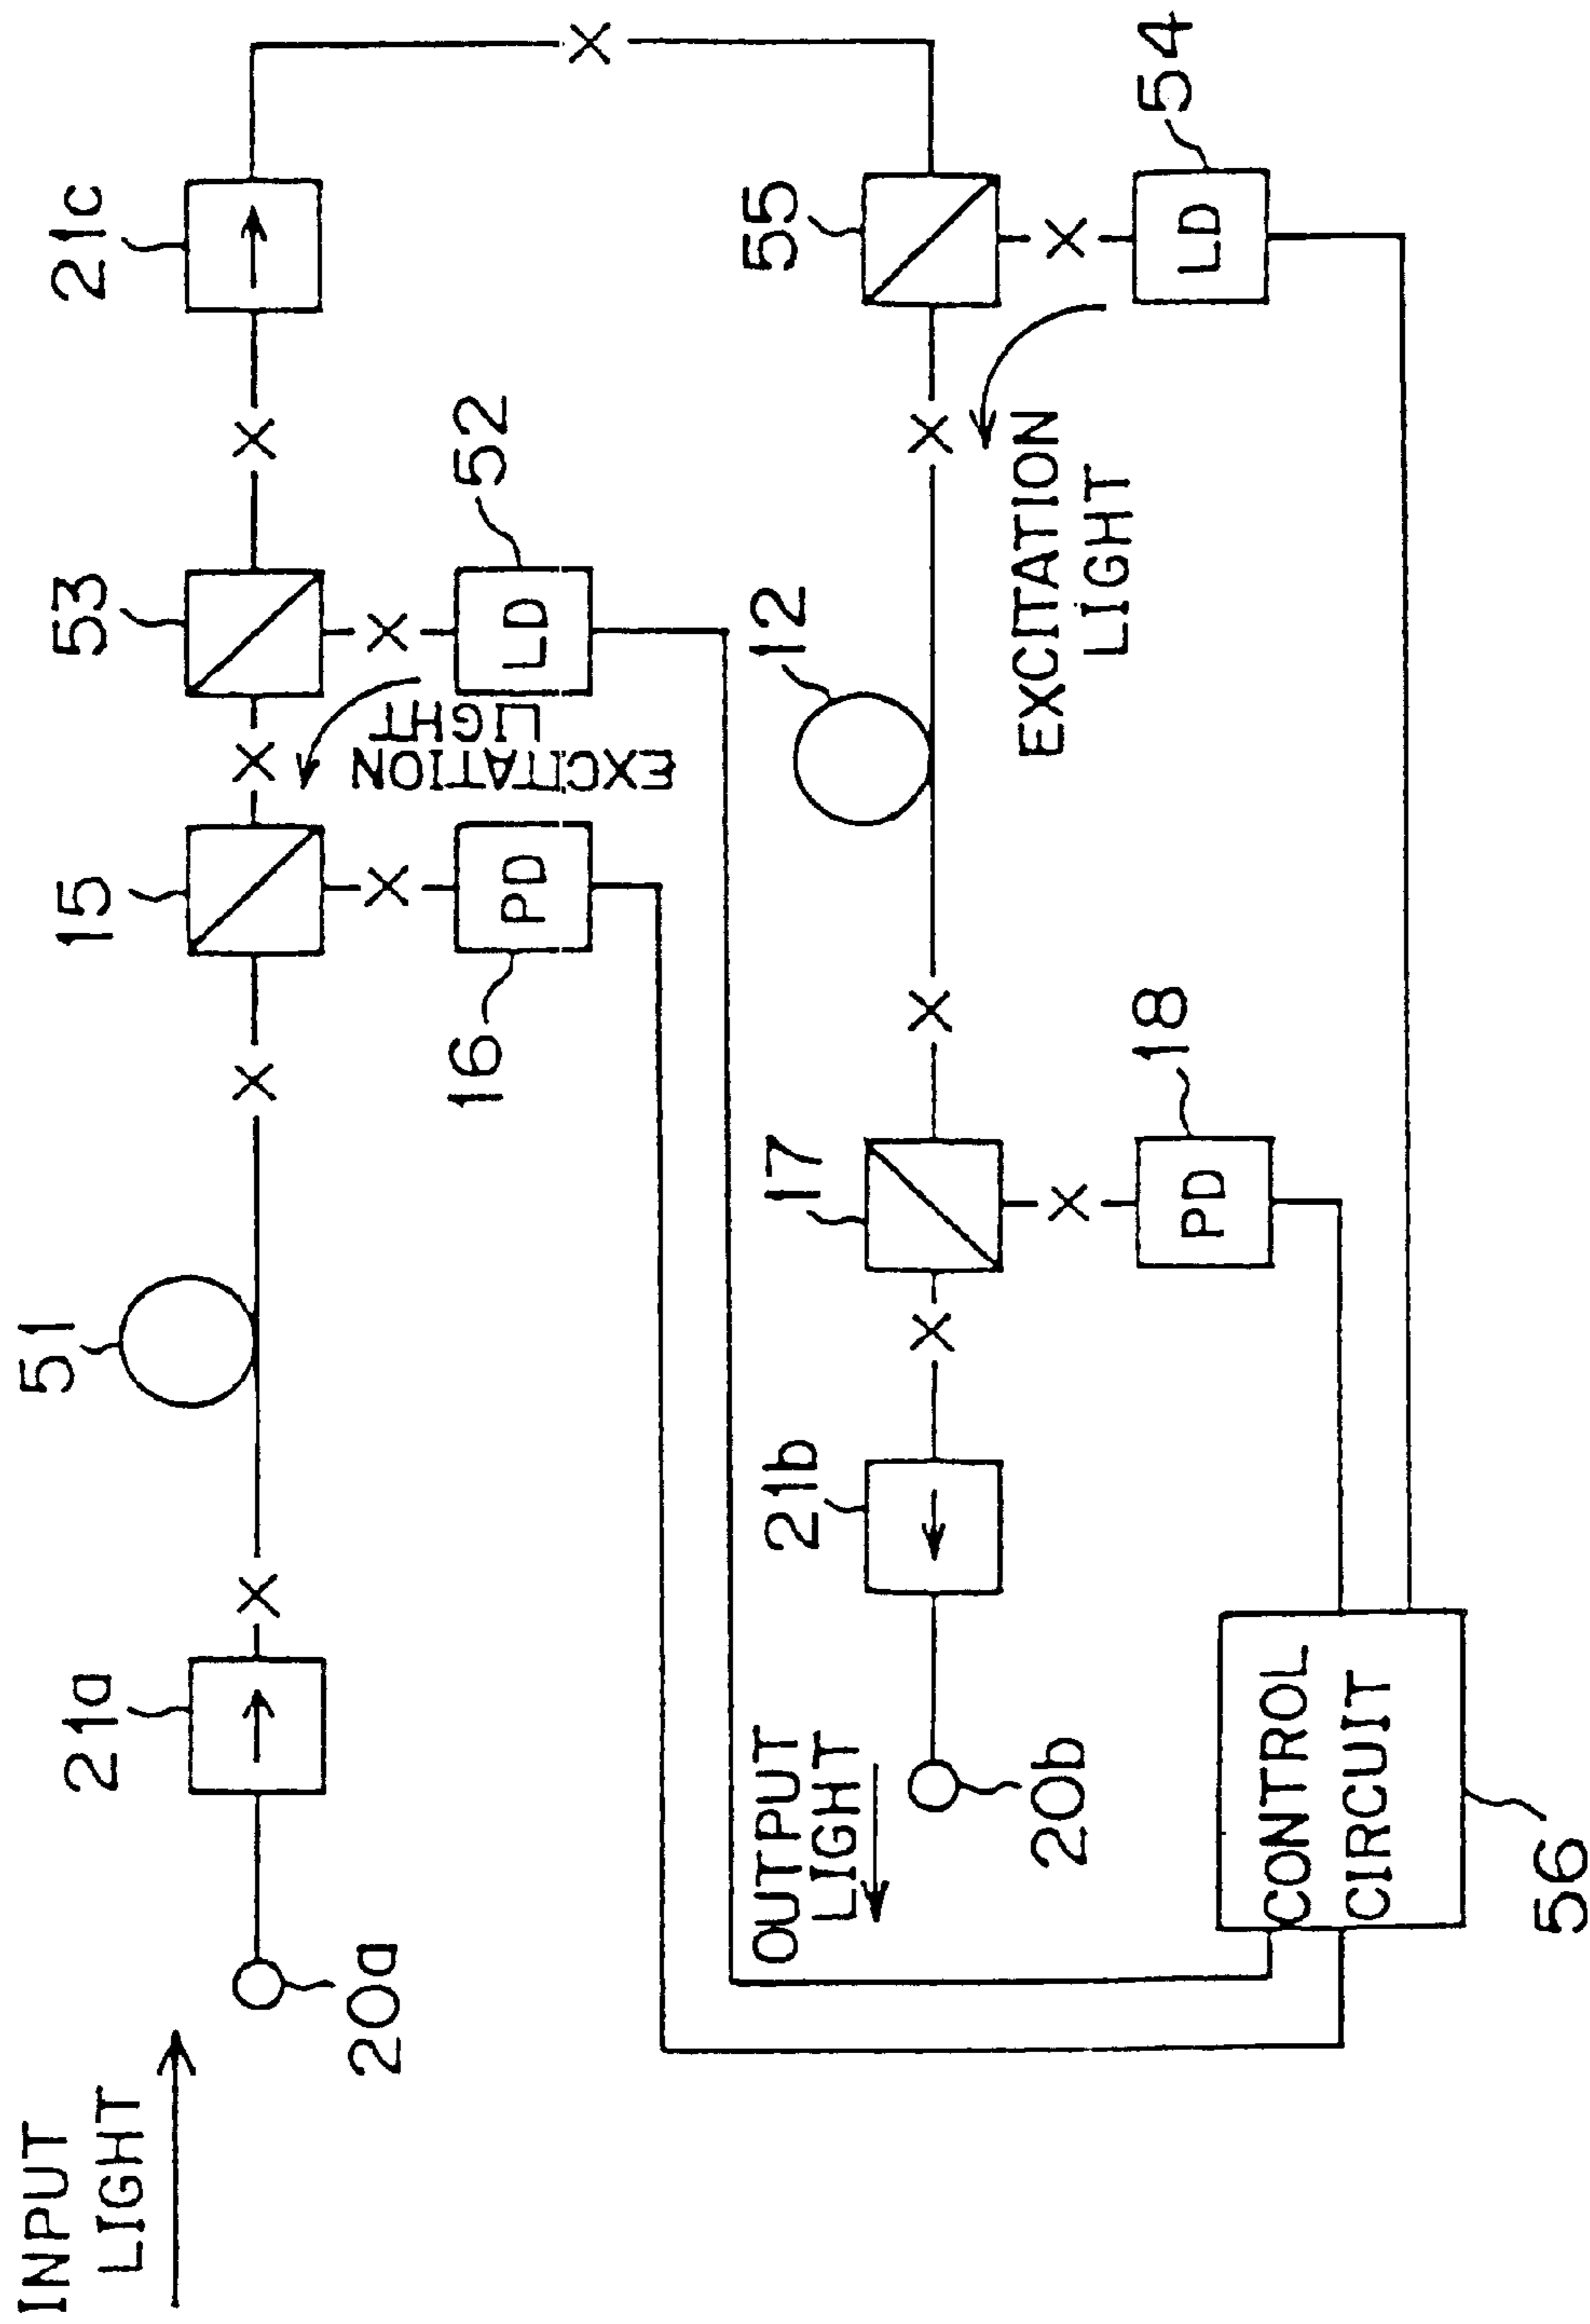 INPUT
LIGHT
20a
21a
51
15
53
21c
16
PD
EXCITATION
LIGHT
LD
52
OUTPUT
LIGHT
20b
21b
17
12
55
PD
18
EXCITATION
LIGHT
LD
54
CONTROL
CIRCUIT
56